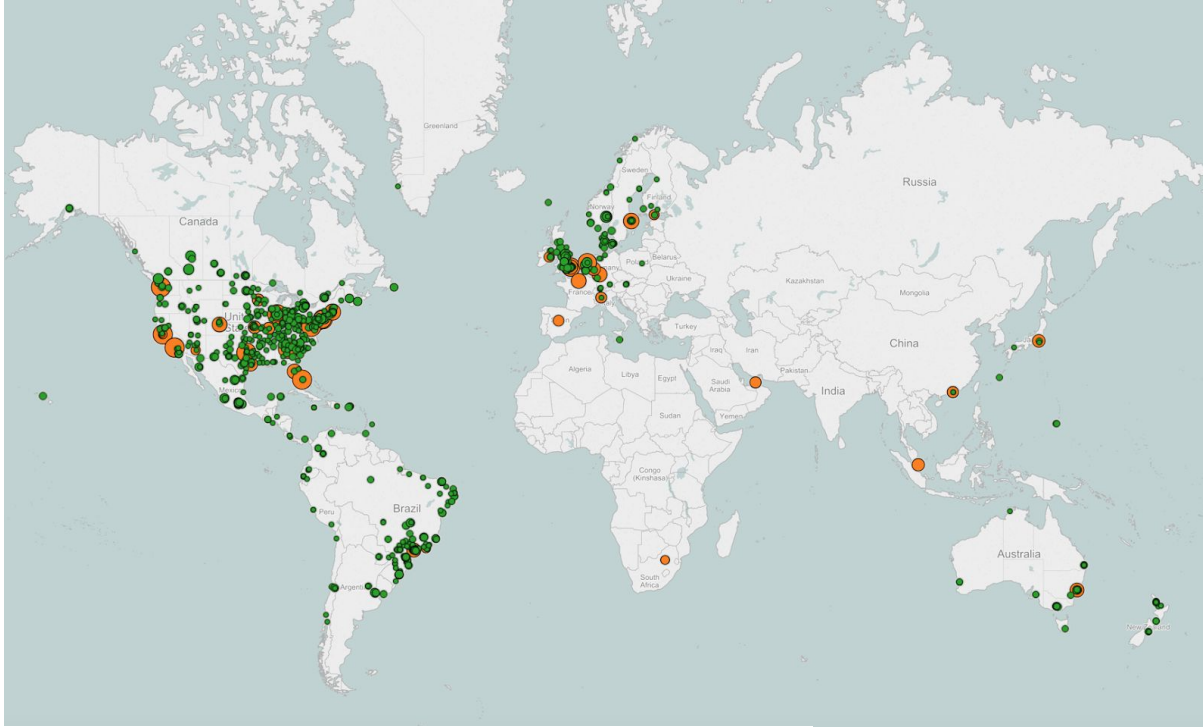 Greenland
Russia
Sweden
Finland
Norway
Canada
Belarus
Ukraine
Kazakhstan
Mongolia
France
Turkey
China
Iraq
Iran
Pakistan
Algeria
Libya
Egypt
Saudi
Arabia
India
Mexico
Sudan
Yemen
Congo
(Kinshasa)
Brazil
Peru
Australia
South
Africa